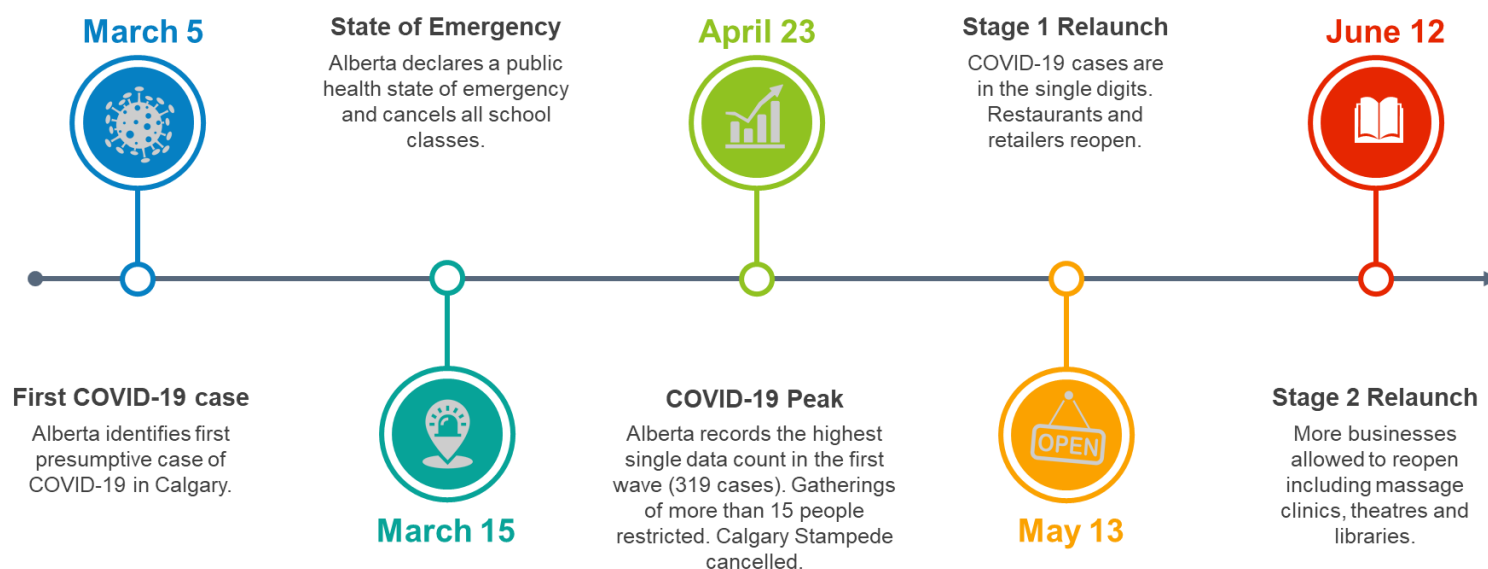 March 5
First COVID-19 case
Alberta identifies first
presumptive case of
COVID-19 in Calgary.
State of Emergency
Alberta declares a public
health state of emergency
and cancels all school
classes.
March 15
April 23
COVID-19 Peak
Alberta records the highest
single data count in the first
wave (319 cases). Gatherings
of more than 15 people
restricted. Calgary Stampede
cancelled.
Stage 1 Relaunch
COVID-19 cases are
in the single digits.
Restaurants and
retailers reopen.
OPEN
May 13
June 12
Stage 2 Relaunch
More businesses
allowed to reopen
including massage
clinics, theatres and
libraries.